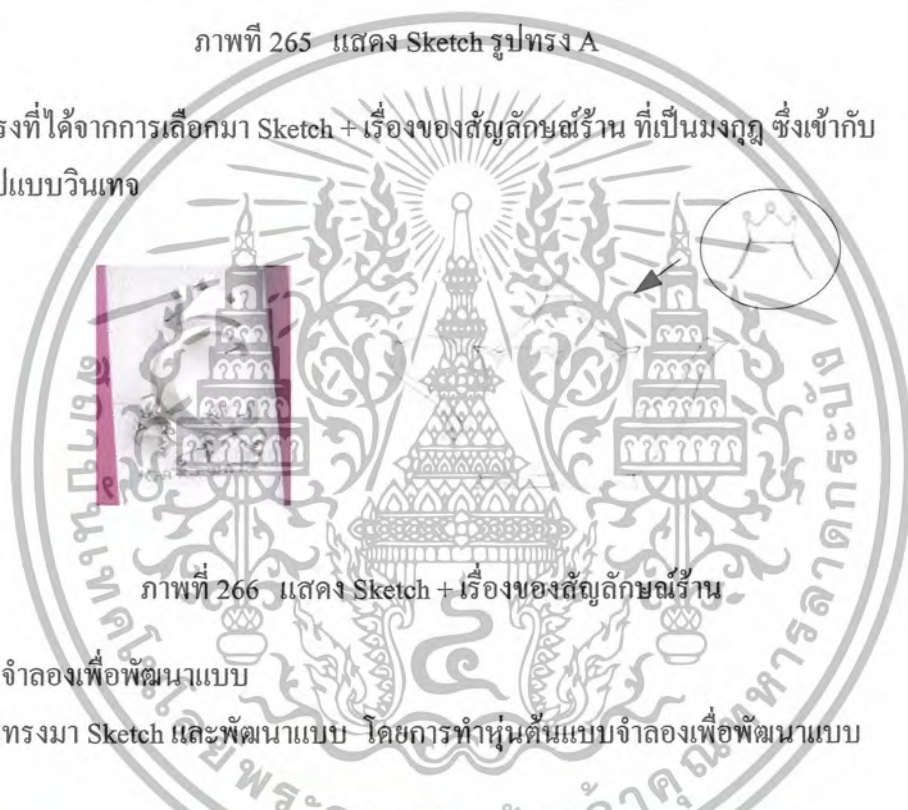 ภาพที่ 265 แสดง Sketch รูปทรง A
รงที่ได้จากการเลือกมา Sketch + เรื่องของสัญลักษณ์ร้าน ที่เป็นมงกุฎ ซึ่งเข้ากับ
ปแบบวินเทจ
ภาพที่ 266 แสดง Sketch + เรื่องของสัญลักษณ์ร้าน
จำลองเพื่อพัฒนาแบบ
ทรงมา Sketch และพัฒนาแบบ โดยการทำหุ่นต้นแบบจำลองเพื่อพัฒนาแบบ